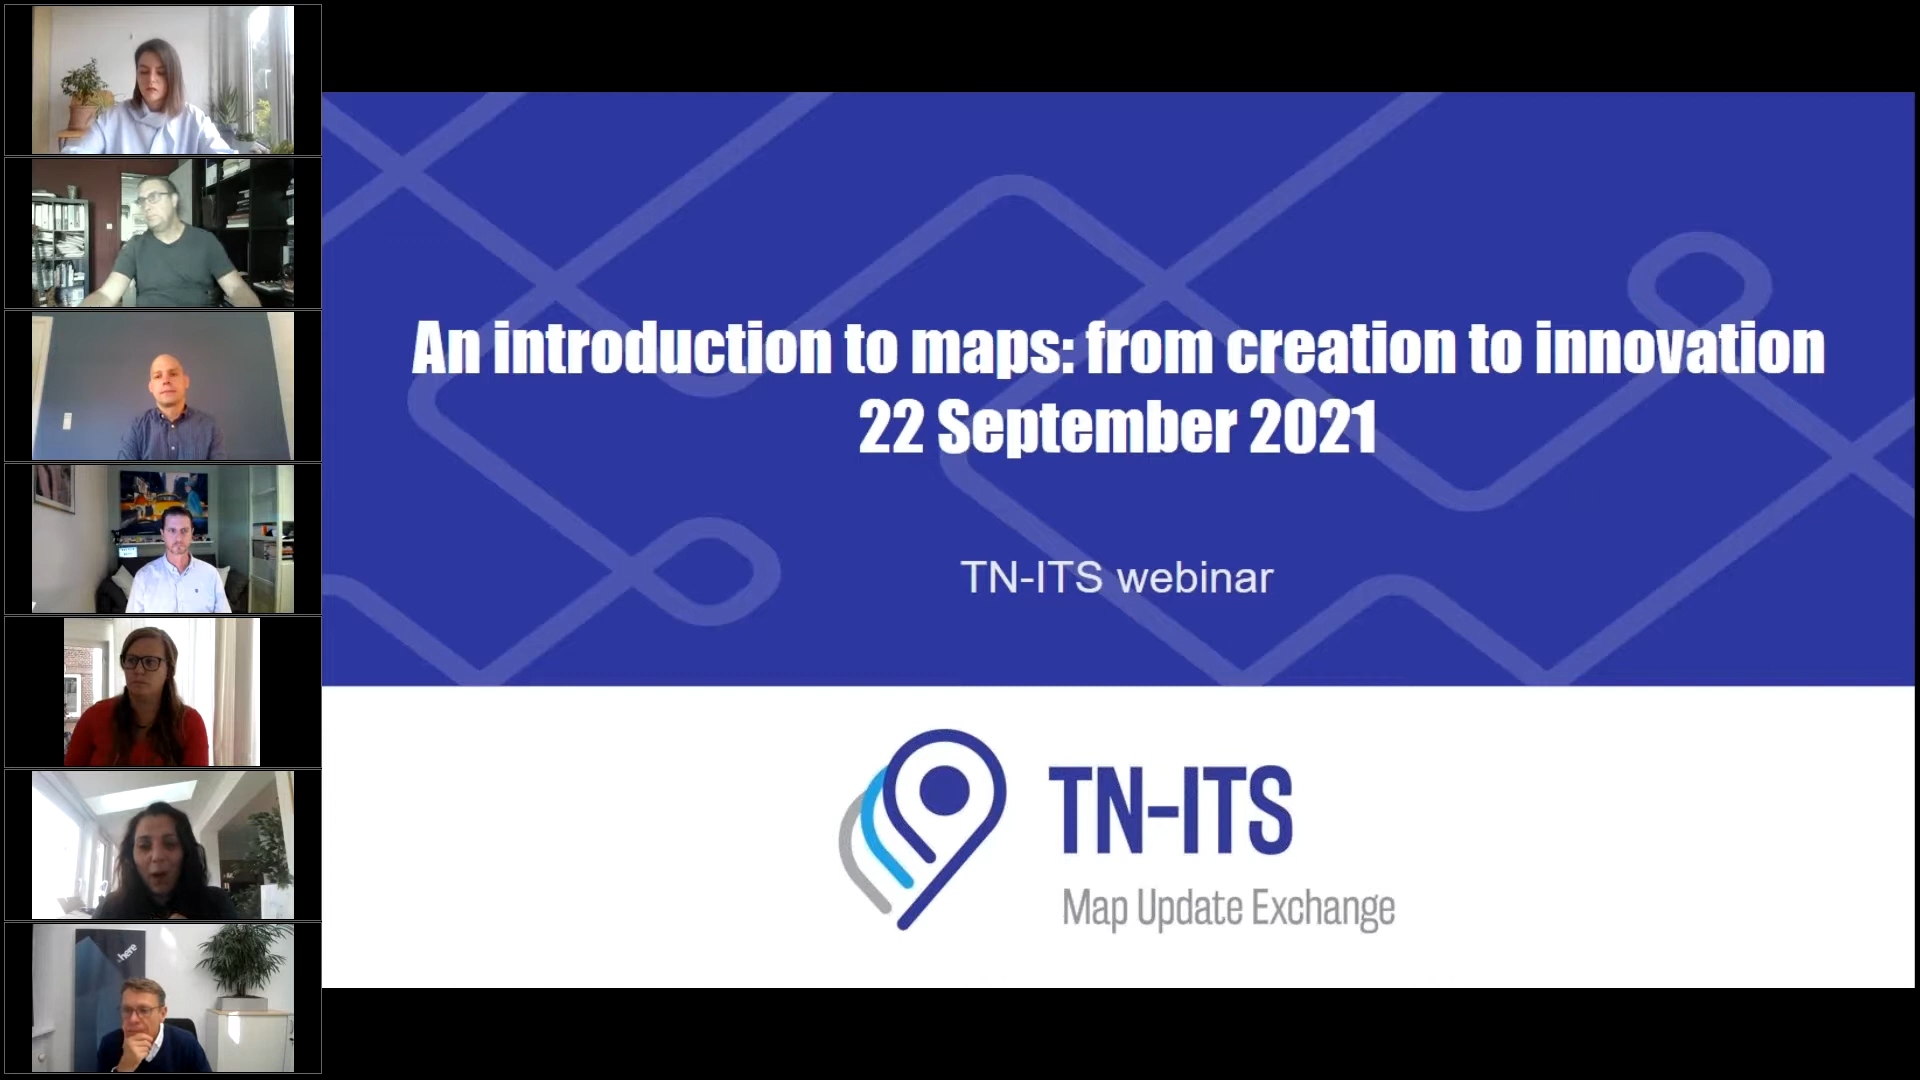 An introduction to maps: from creation to innovation
22 September 2021
TN-ITS webinar
TN-ITS
Map Update Exchange
here